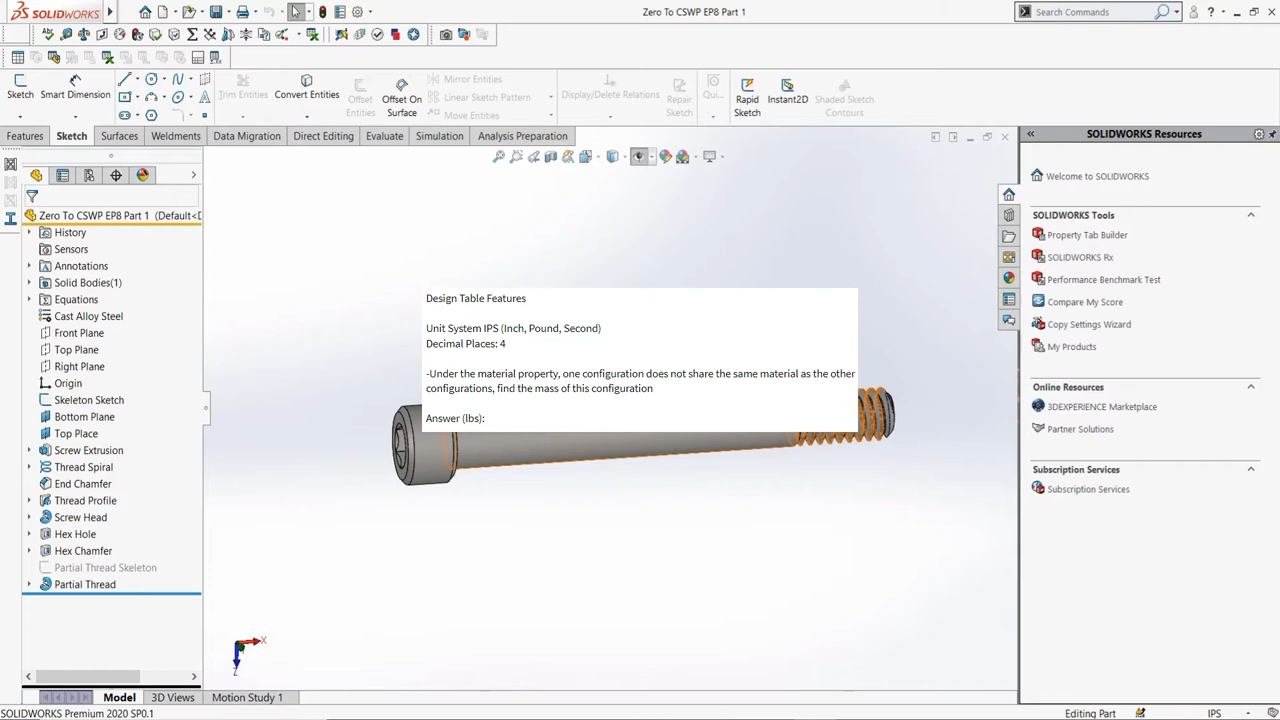 SOLIDWORKS
Zero To CSWP EP8 Part 1
Search Commands
Sketch
Smart Dimension
Trim Entities
Convert Entities
Offset Entities
Offset On Surface
Mirror Entities
Linear Sketch Pattern
Move Entities
Display/Delete Relations
Repair Sketch
Qui...
Rapid Sketch
Instant2D
Shaded Sketch Contours
Features
Sketch
Surfaces
Weldments
Data Migration
Direct Editing
Evaluate
Simulation
Analysis Preparation
Zero To CSWP EP8 Part 1 (Default<D
History
Sensors
Annotations
Solid Bodies(1)
Equations
Cast Alloy Steel
Front Plane
Top Plane
Right Plane
Origin
Skeleton Sketch
Bottom Plane
Top Place
Screw Extrusion
Thread Spiral
End Chamfer
Thread Profile
Screw Head
Hex Hole
Hex Chamfer
Partial Thread Skeleton
Partial Thread
Design Table Features
Unit System IPS (Inch, Pound, Second)
Decimal Places: 4
-Under the material property, one configuration does not share the same material as the other
configurations, find the mass of this configuration
Answer (lbs):
X
Z
SOLIDWORKS Resources
Welcome to SOLIDWORKS
SOLIDWORKS Tools
Property Tab Builder
SOLIDWORKS Rx
Performance Benchmark Test
Compare My Score
Copy Settings Wizard
My Products
Online Resources
3DEXPERIENCE Marketplace
Partner Solutions
Subscription Services
Subscription Services
Model
3D Views
Motion Study 1
SOLIDWORKS Premium 2020 SP0.1
Editing Part
IPS